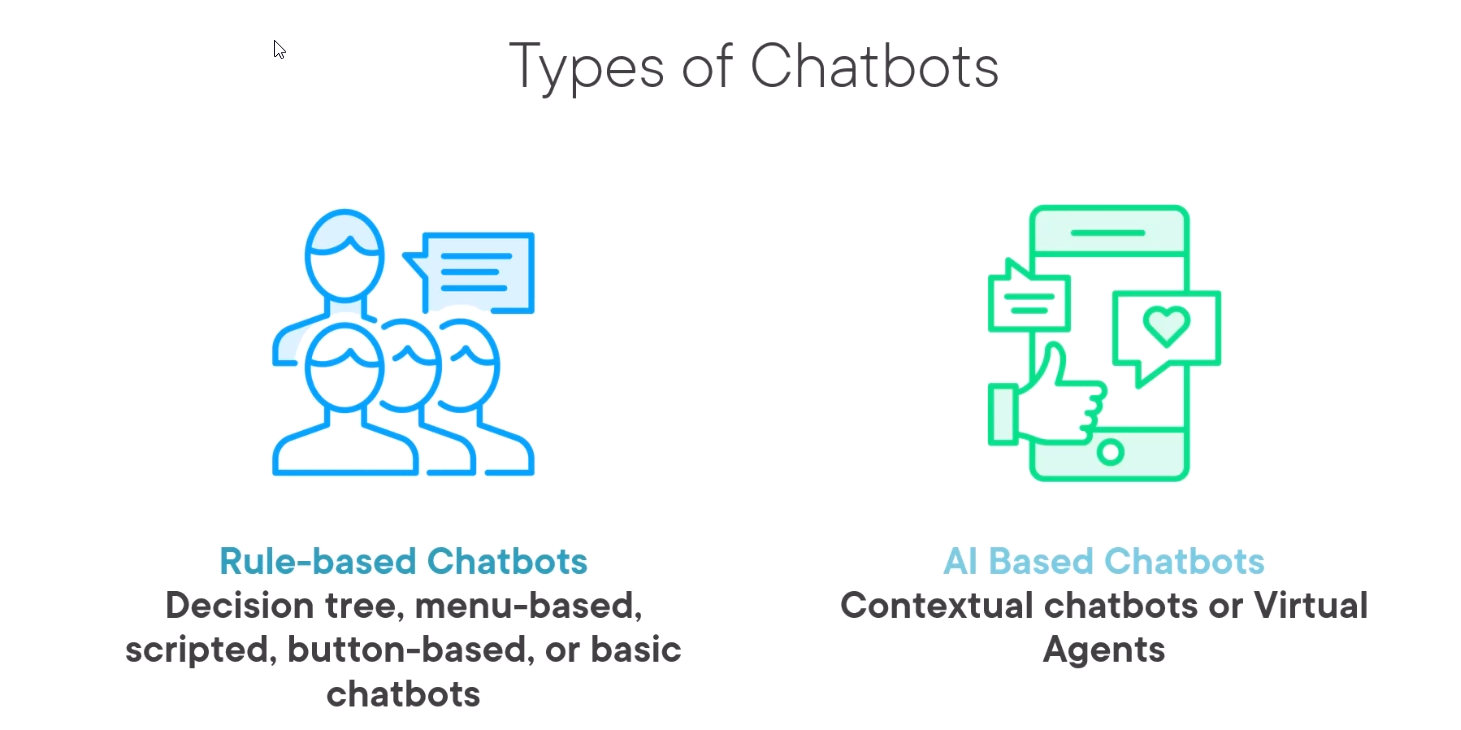 Types of Chatbots
Rule-based Chatbots
Decision tree, menu-based,
scripted, button-based, or basic
chatbots
AI Based Chatbots
Contextual chatbots or Virtual
Agents